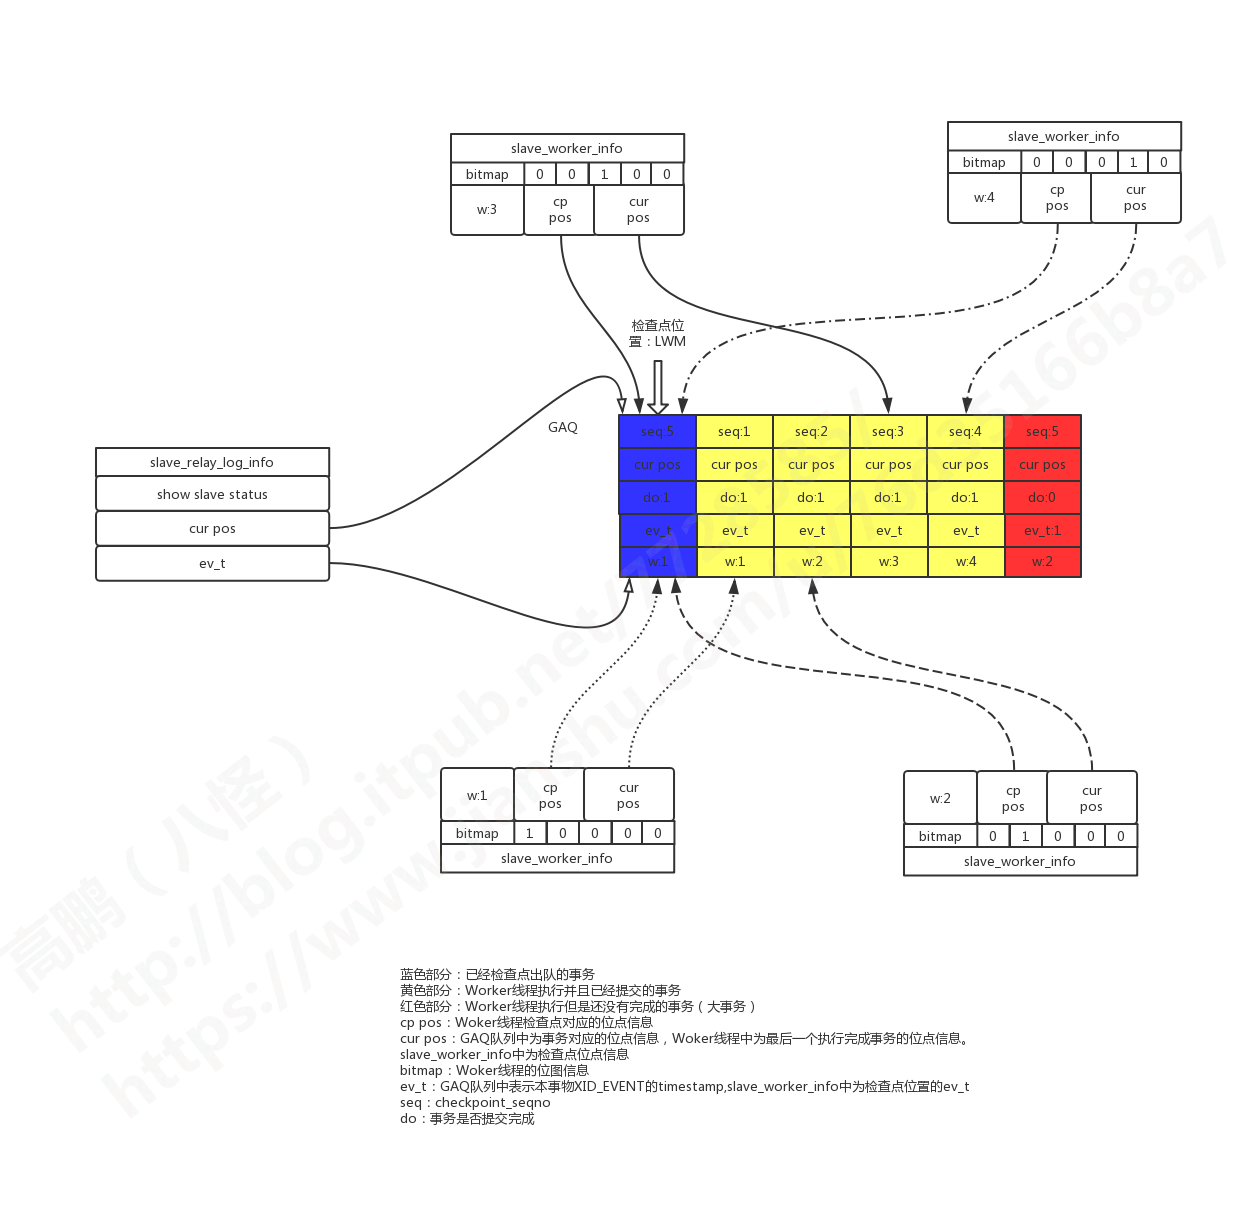 slave_worker_info
bitmap 0 0 1 0 0
w:3 cp pos cur pos
slave_worker_info
bitmap 0 0 0 1 0
w:4 cp pos cur pos
检查点位
置：LWM
GAQ
slave_relay_log_info
show slave status
cur pos
ev_t
seq:5 seq:1 seq:2 seq:3 seq:4 seq:5
cur pos cur pos cur pos cur pos cur pos cur pos
do:1 do:1 do:1 do:1 do:1 do:0
ev_t ev_t ev_t ev_t ev_t ev_t:1
w:1 w:1 w:2 w:3 w:4 w:2
w:1 cp pos cur pos
bitmap 1 0 0 0 0
slave_worker_info
w:2 cp pos cur pos
bitmap 0 1 0 0 0
slave_worker_info
高鹏（八怪）
蓝色部分：已经检查点出队的事务
黄色部分：Worker线程执行并且已经提交的事务
红色部分：Worker线程执行但是还没有完成的事务（大事务）
cp pos：Woker线程检查点对应的位点信息
cur pos：GAQ队列中为事务对应的位点信息，Woker线程中为最后一个执行完成事务的位点信息。
slave_worker_info中为检查点位点信息
bitmap：Woker线程的位图信息
ev_t：GAQ队列中表示本事物XID_EVENT的timestamp,slave_worker_info中为检查点位置的ev_t
seq：checkpoint_seqno
do：事务是否提交完成